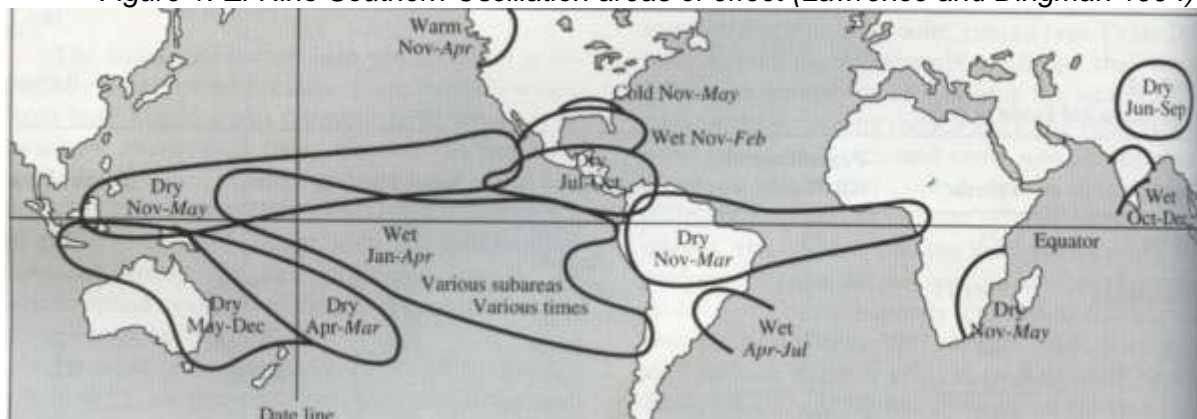 Figure 4: El Niño Southern Oscillation areas of effect (Lawrence and Dingman 1994)
Warm
Nov-Apr
Cold Nov-May
Wet Nov-Feb
Dry
Jul-Oct
Dry
Jun-Sep
Dry
Nov-May
Wet
Oct-Dec
Equator
Wet
Jan-Apr
Dry
Nov-Mar
Various subareas
Various times
Dry
May-Dec
Dry
Apr-Mar
Wet
Apr-Jul
Dry
Nov-May
Date line